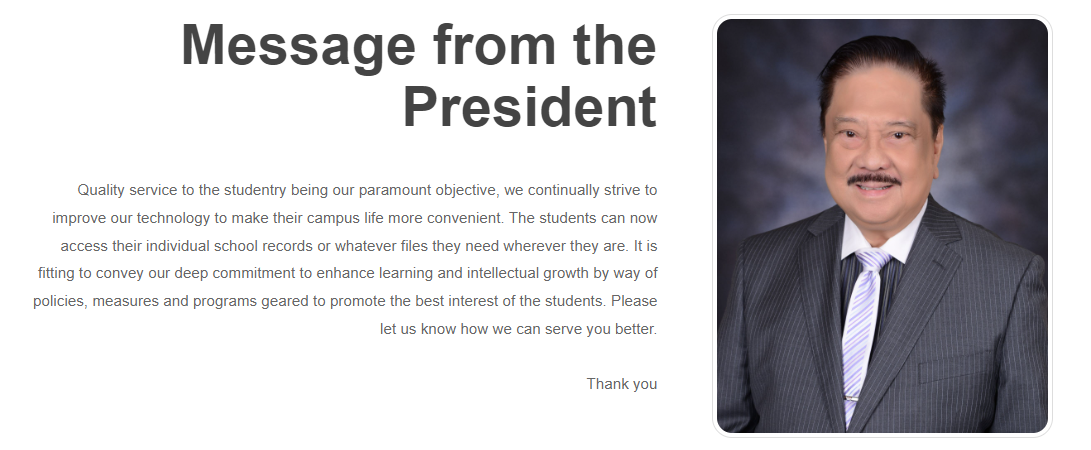 Message from the
President
Quality service to the studentry being our paramount objective, we continually strive to
improve our technology to make their campus life more convenient. The students can now
access their individual school records or whatever files they need wherever they are. It is
fitting to convey our deep commitment to enhance learning and intellectual growth by way of
policies, measures and programs geared to promote the best interest of the students. Please
let us know how we can serve you better.
Thank you